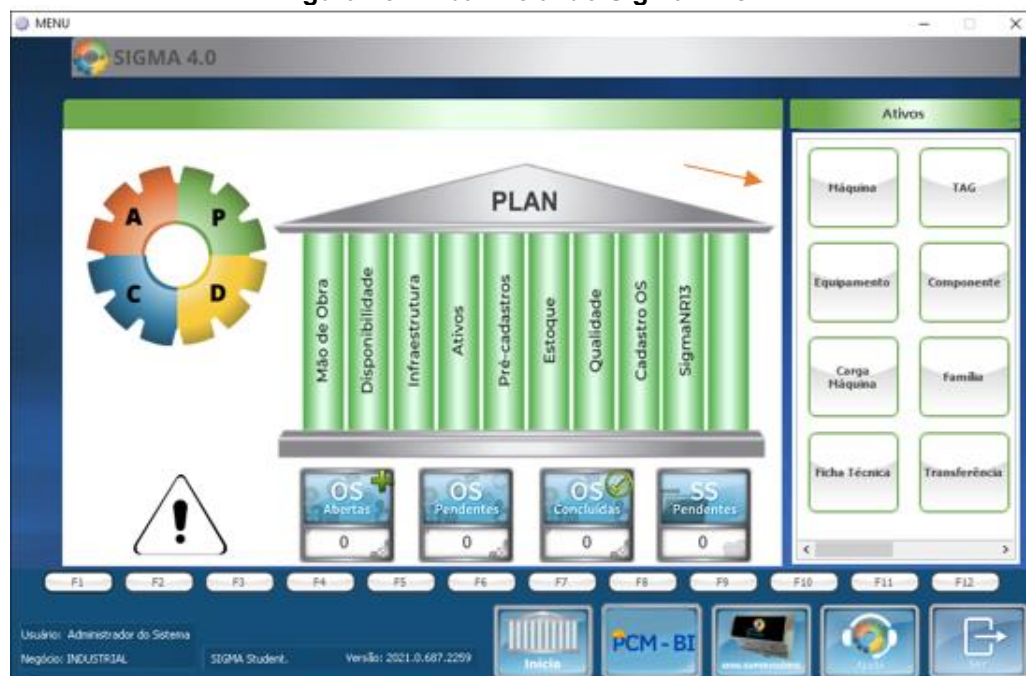 MENU
SIGMA 4.0
Ativos
A
P
C
D
PLAN
Mão de Obra
Disponibilidade
Infraestrutura
Ativos
Pré-cadastros
Estoque
Qualidade
Cadastro OS
SigmaNR13
Máquina
TAG
Equipamento
Componente
Carga Máquina
Família
Ficha Técnica
Transferência
OS Abertas
0
OS Pendentes
0
OS Concluídas
0
SS Pendentes
0
F1 F2 F3 F4 F5 F6 F7 F8 F9 F10 F11 F12
Usuário: Administrador do Sistema
Negócio: INDUSTRIAL
SIGMA Student.
Versão: 2021.0.687.2259
Início
PCM - BI
Ajuda
Sair